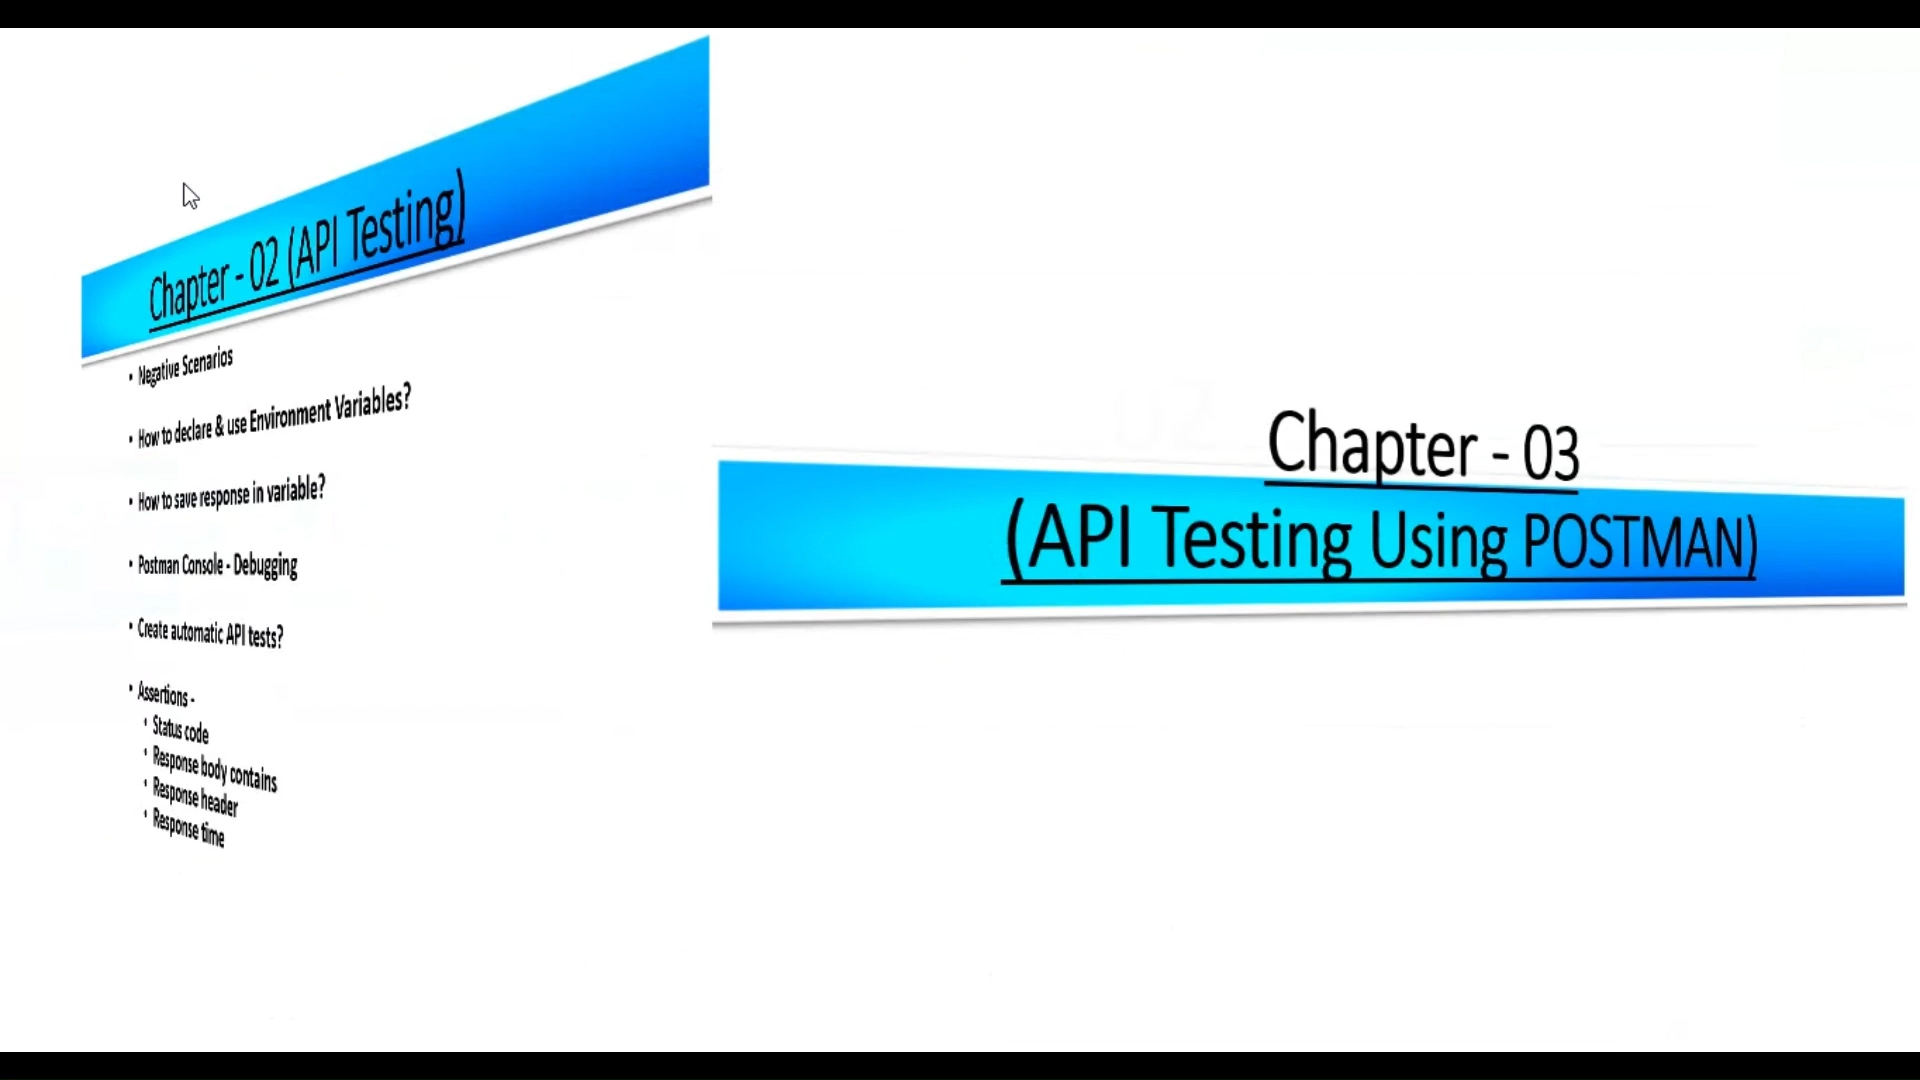 Chapter - 02 (API Testing)
• Negative Scenarios
• How to declare & use Environment Variables?
• How to save response in variable?
• Postman Console - Debugging
• Create automatic API tests?
• Assertions -
• Status code
• Response body contains
• Response header
• Response time
Chapter - 03
(API Testing Using POSTMAN)